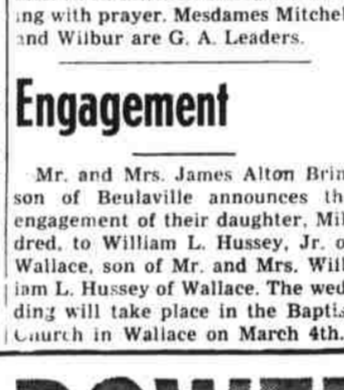 ing with prayer. Mesdames Mitchel
and Wilbur are G. A. Leaders.
Engagement
Mr. and Mrs. James Alton Brin
son of Beulaville announces th
engagement of their daughter, Mil
dred, to William L. Hussey, Jr. o
Wallace, son of Mr. and Mrs. Will
iam L. Hussey of Wallace. The wed
ding will take place in the Baptis
Church in Wallace on March 4th.